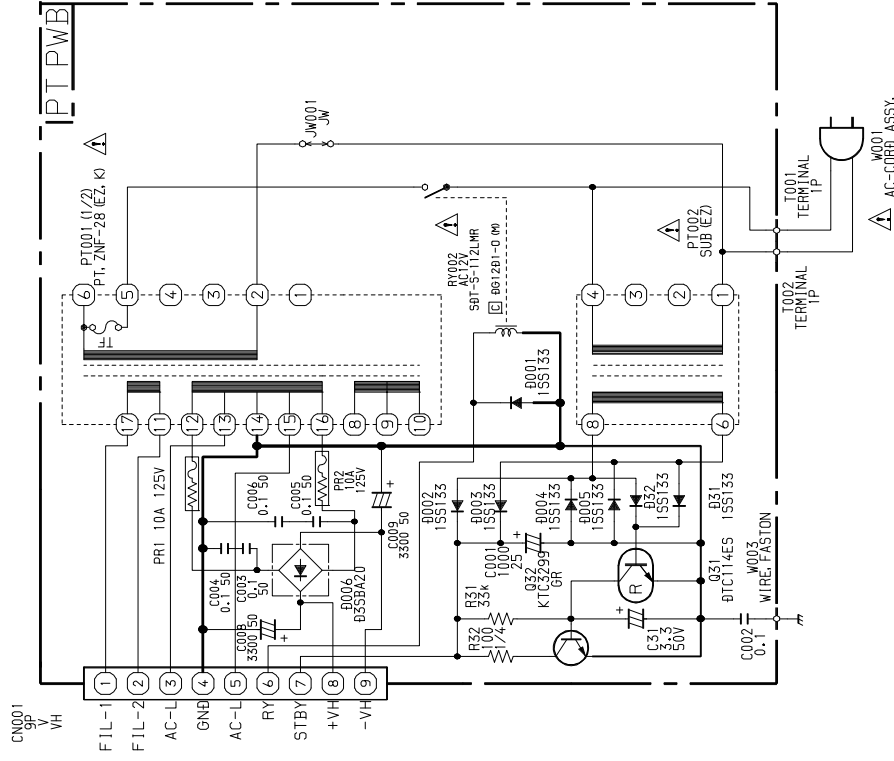 PT PWB
PT001 (1/2)
PT, ZNF-28 (EZ, K)
JW001
JW
TF
6
5
4
3
2
1
17
11
12
13
14
15
16
8
9
10
RY002
AC12V
SDT-S-112LMR
C DG12D1-O (M)
PT002
SUB (EZ)
4
3
2
1
8
6
T001
TERMINAL
1P
T002
TERMINAL
1P
W001
AC-CORD ASSY.
D001
1SS133
PR1 10A 125V
PR2
10A
125V
C006
0.1 50
C005
0.1 50
C004
0.1 50
C003
0.1
50
C008
3300 50
C009
3300 50
D006
D3SBA20
D002
1SS133
D003
1SS133
C001
1000
25
D004
1SS133
D005
1SS133
D32
1SS133
D31
1SS133
Q32
KTC3299
GR
R31
33k
R32
100
1/4
R
Q31
DTC114ES
C31
3.3
50V
C002
0.1
W003
WIRE, FASTON
CN001
9P
V
VH
FIL-1
1
FIL-2
2
AC-L
3
GND
4
AC-L
5
RY
6
STBY
7
+VH
8
-VH
9